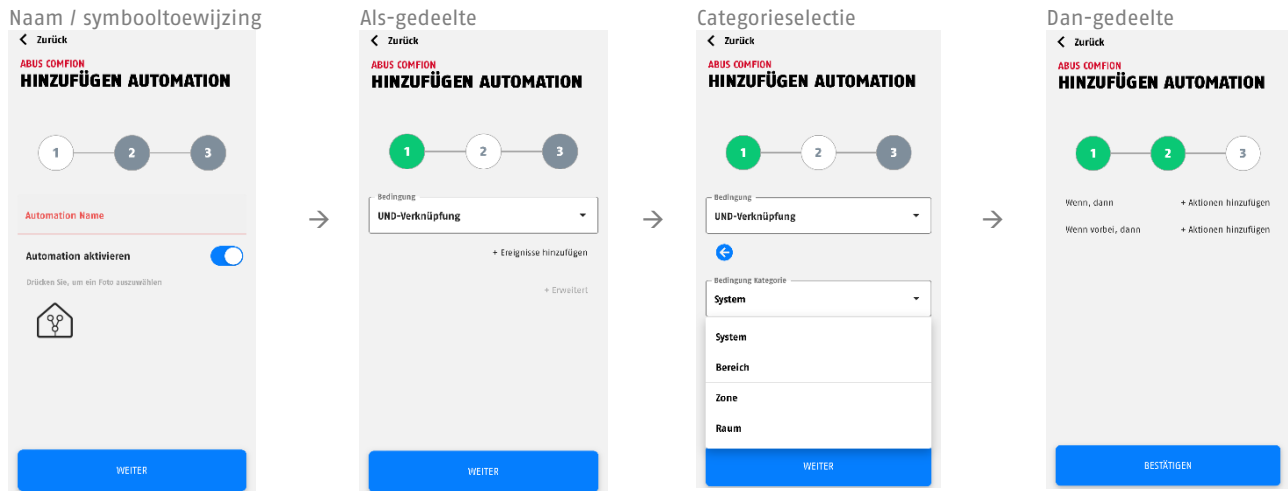 Naam / symbooltoewijzing
Zurück
ABUS COMFION
HINZUFÜGEN AUTOMATION
1
2
3
Automation Name
Automation aktivieren
Drücken Sie, um ein Foto auszuwählen
WEITER
→
Als-gedeelte
Zurück
ABUS COMFION
HINZUFÜGEN AUTOMATION
1
2
3
Bedingung
UND-Verknüpfung
+ Ereignisse hinzufügen
+ Erweitert
WEITER
→
Categorieselectie
Zurück
ABUS COMFION
HINZUFÜGEN AUTOMATION
1
2
3
Bedingung
UND-Verknüpfung
Bedingung Kategorie
System
System
Bereich
Zone
Raum
WEITER
→
Dan-gedeelte
Zurück
ABUS COMFION
HINZUFÜGEN AUTOMATION
1
2
3
Wenn, dann + Aktionen hinzufügen
Wenn vorbei, dann + Aktionen hinzufügen
BESTÄTIGEN